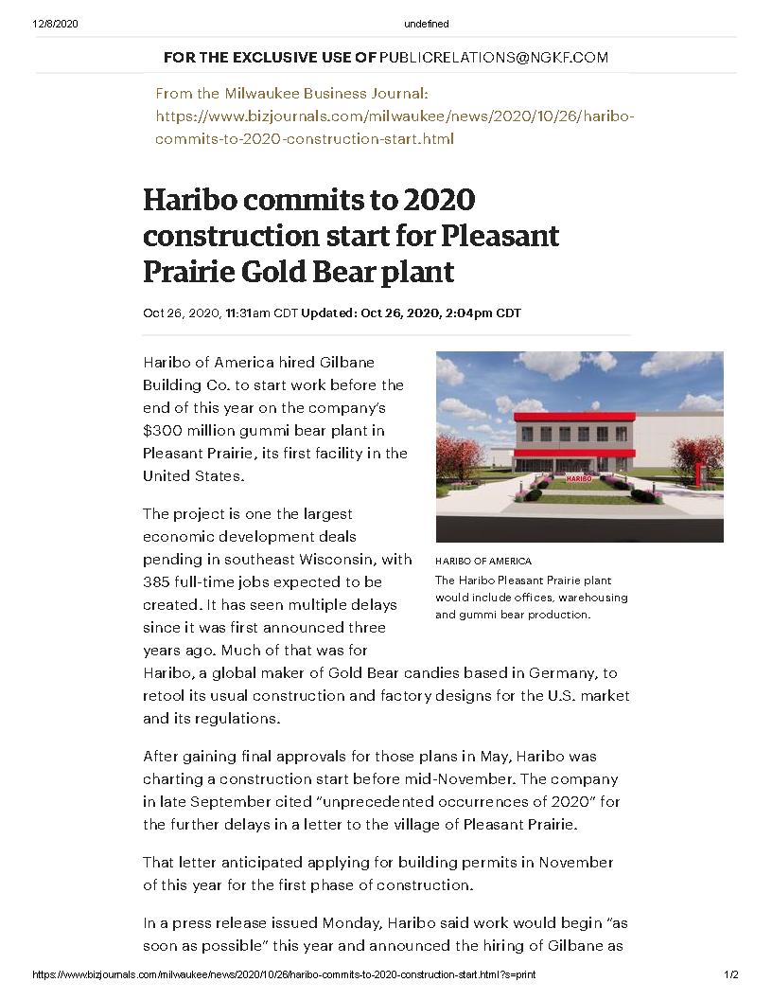 12/8/2020 undefined
FOR THE EXCLUSIVE USE OF PUBLICRELATIONS@NGKF.COM
From the Milwaukee Business Journal:
https://www.bizjournals.com/milwaukee/news/2020/10/26/haribo-
commits-to-2020-construction-start.html
Haribo commits to 2020
construction start for Pleasant
Prairie Gold Bear plant
Oct 26, 2020, 11:31am CDT Updated: Oct 26, 2020, 2:04pm CDT
Haribo of America hired Gilbane
Building Co. to start work before the
end of this year on the company’s
$300 million gummi bear plant in
Pleasant Prairie, its first facility in the
United States.
The project is one the largest
economic development deals
pending in southeast Wisconsin, with
385 full-time jobs expected to be
created. It has seen multiple delays
since it was first announced three
years ago. Much of that was for
HARIBO
HARIBO OF AMERICA
The Haribo Pleasant Prairie plant
would include offices, warehousing
and gummi bear production.
Haribo, a global maker of Gold Bear candies based in Germany, to
retool its usual construction and factory designs for the U.S. market
and its regulations.
After gaining final approvals for those plans in May, Haribo was
charting a construction start before mid-November. The company
in late September cited “unprecedented occurrences of 2020” for
the further delays in a letter to the village of Pleasant Prairie.
That letter anticipated applying for building permits in November
of this year for the first phase of construction.
In a press release issued Monday, Haribo said work would begin “as
soon as possible” this year and announced the hiring of Gilbane as
https://www.bizjournals.com/milwaukee/news/2020/10/26/haribo-commits-to-2020-construction-start.html?s=print 1/2